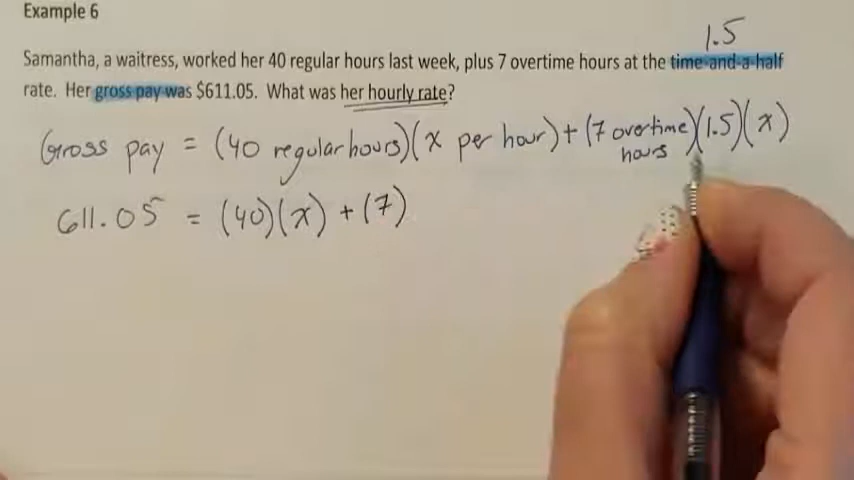 Example 6
1.5
Samantha, a waitress, worked her 40 regular hours last week, plus 7 overtime hours at the time-and-a-half
rate. Her gross pay was $611.05. What was her hourly rate?
Gross pay = (40 regular hours)(x per hour) + (7 overtime hours)(1.5)(x)
611.05 = (40)(x) + (7)